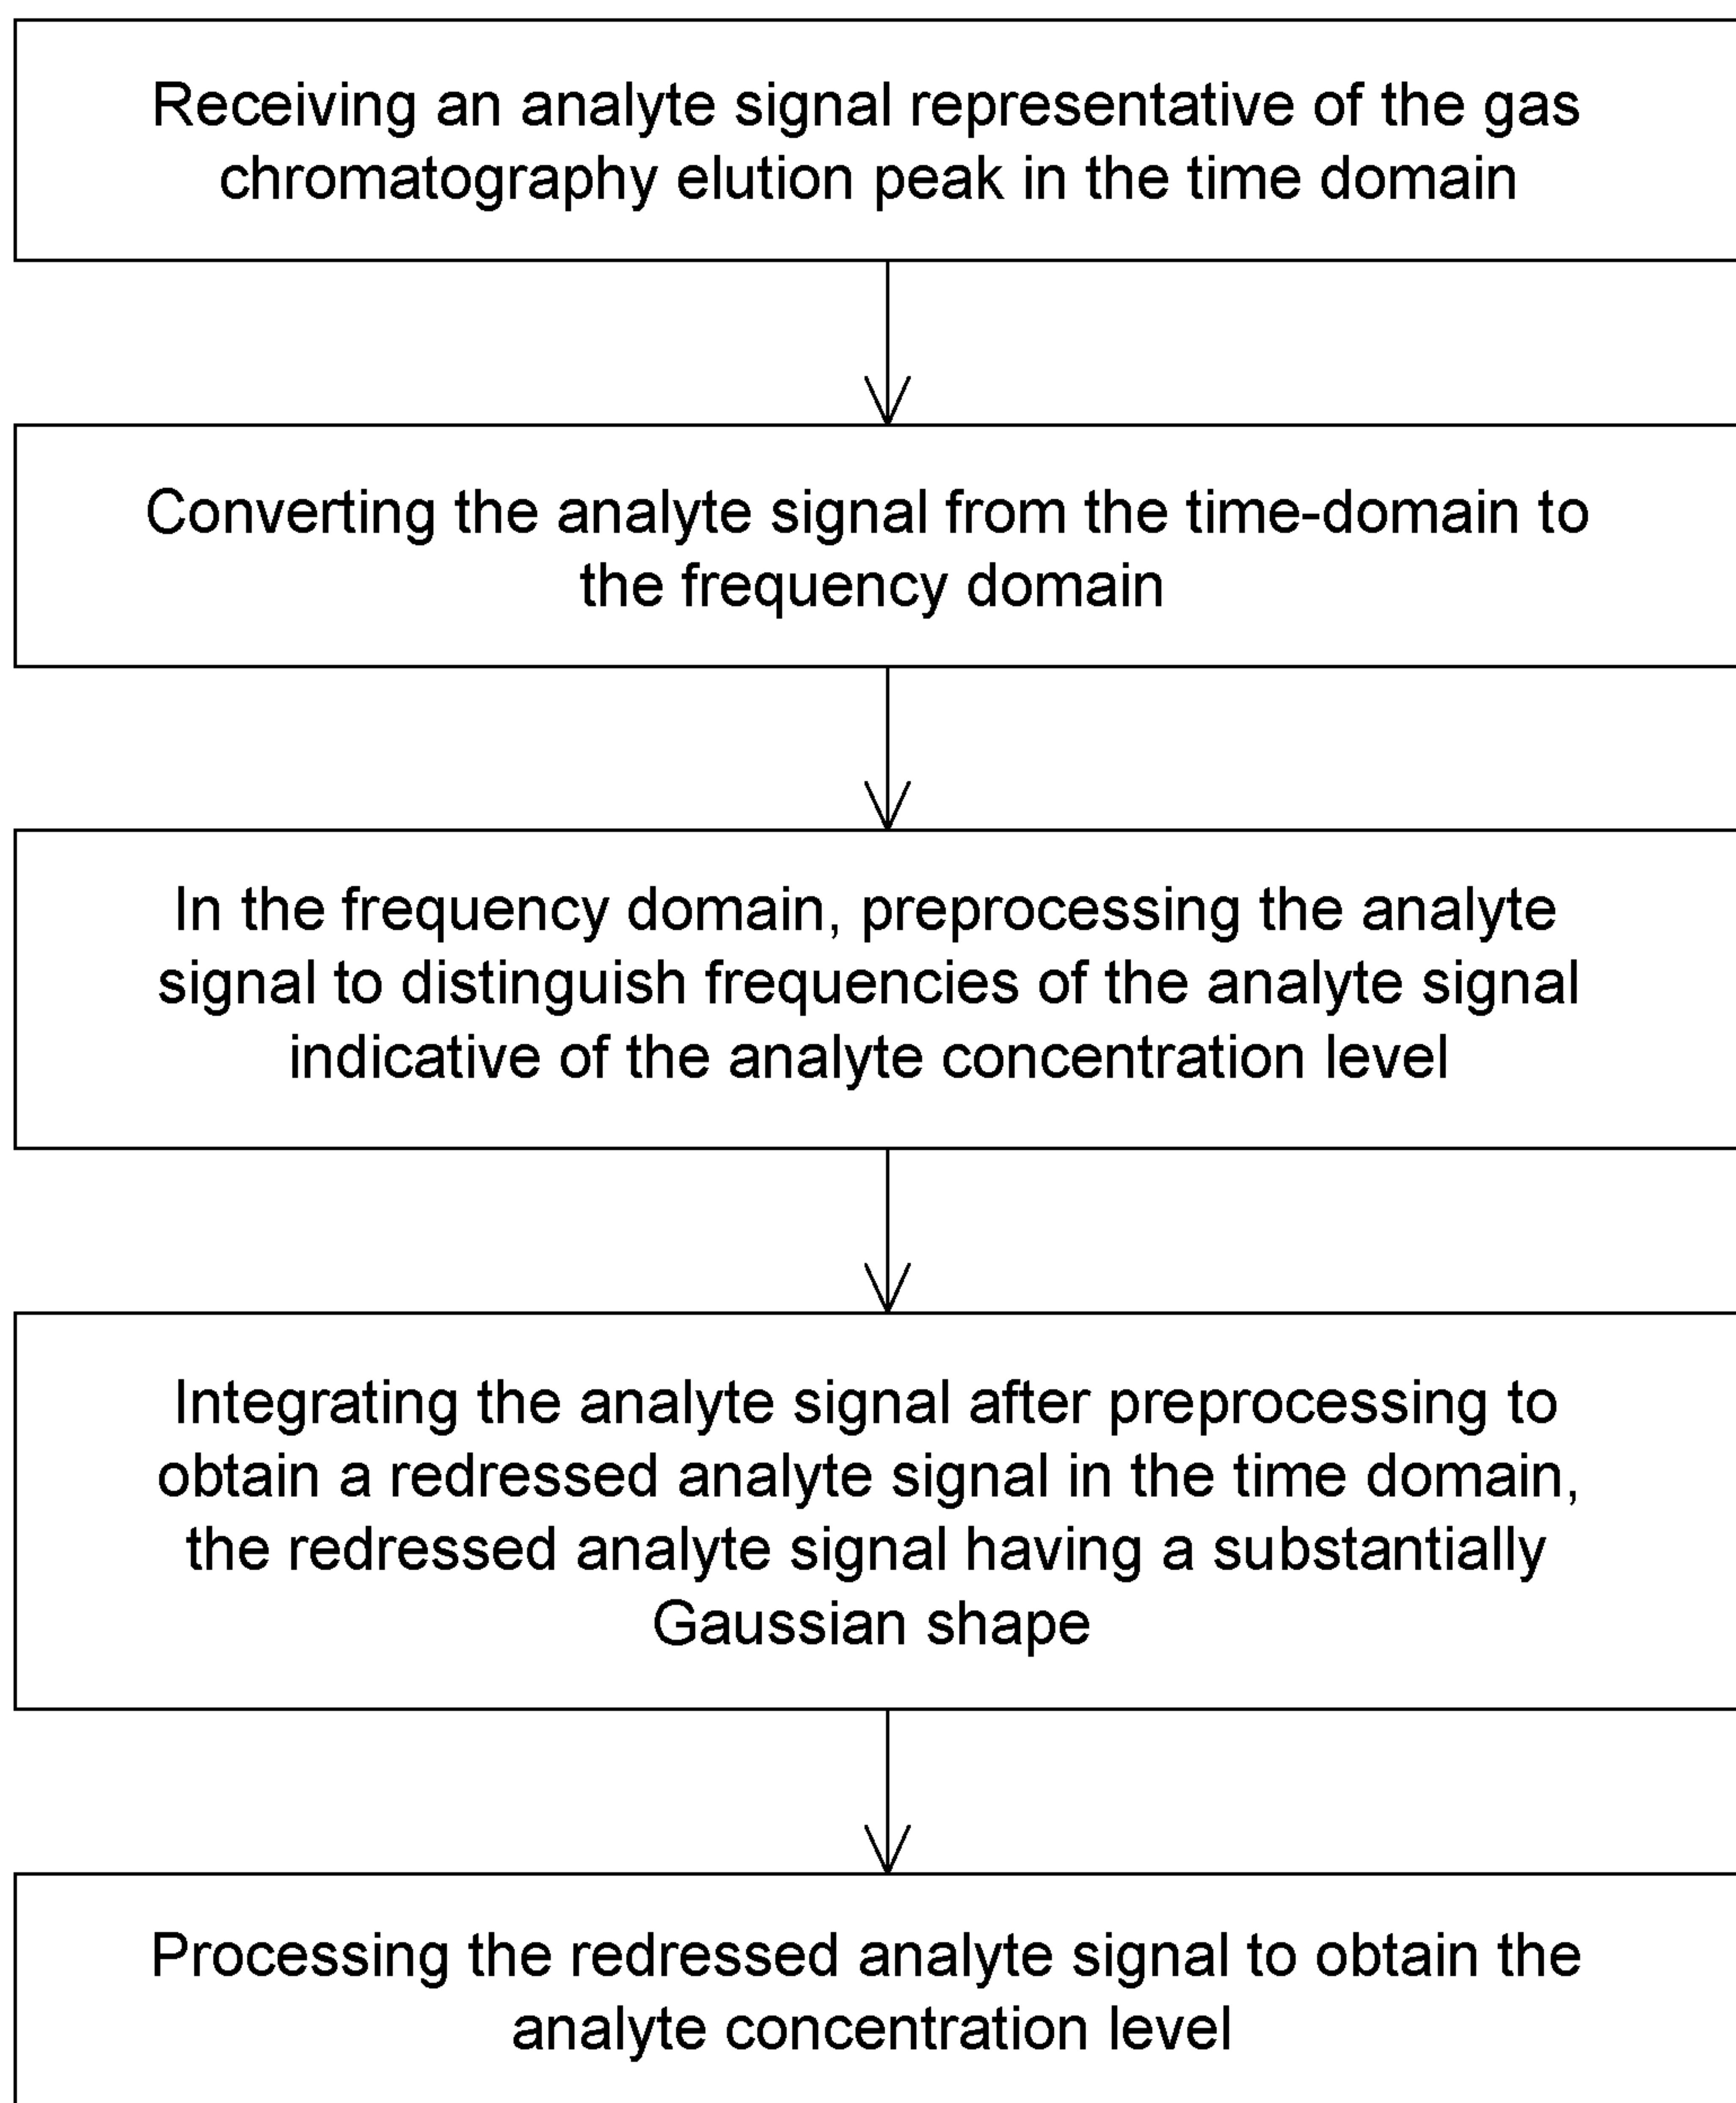 Receiving an analyte signal representative of the gas
chromatography elution peak in the time domain
Converting the analyte signal from the time-domain to
the frequency domain
In the frequency domain, preprocessing the analyte
signal to distinguish frequencies of the analyte signal
indicative of the analyte concentration level
Integrating the analyte signal after preprocessing to
obtain a redressed analyte signal in the time domain,
the redressed analyte signal having a substantially
Gaussian shape
Processing the redressed analyte signal to obtain the
analyte concentration level